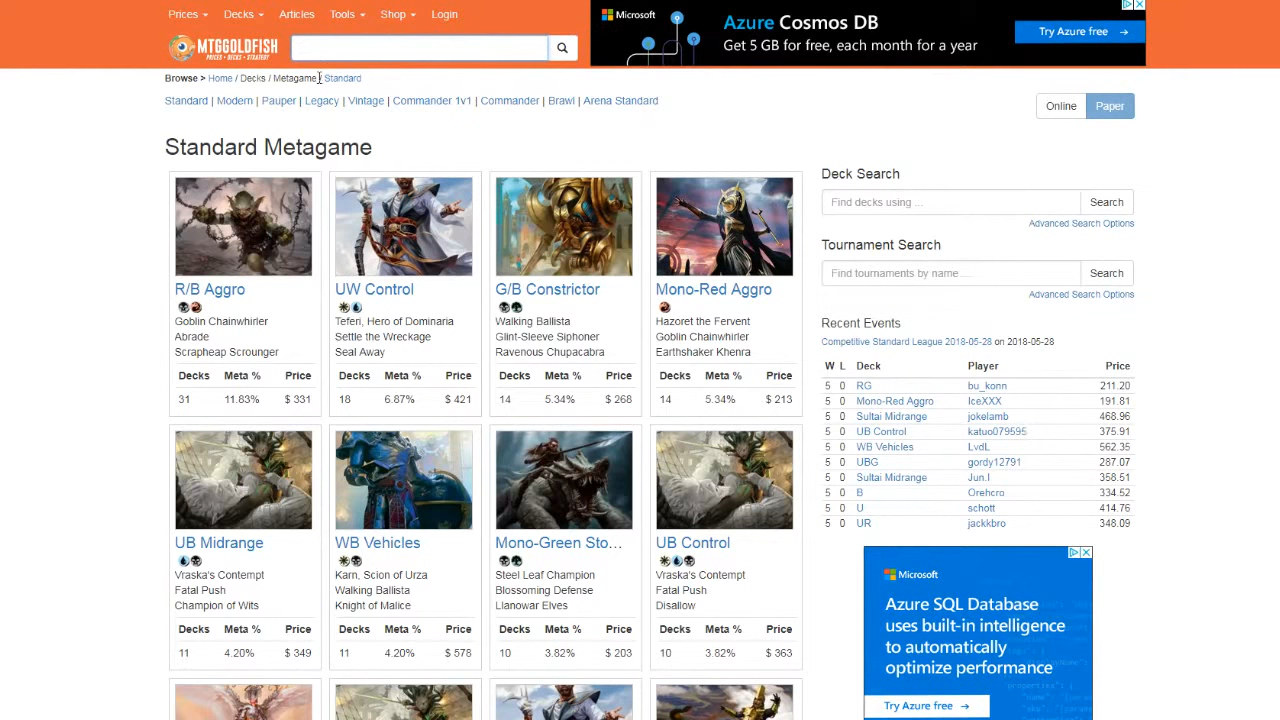 Prices Decks Articles Tools Shop Login
MTGGOLDFISH
PRICES • DECKS • STRATEGY
Microsoft
Azure Cosmos DB
Get 5 GB for free, each month for a year
Try Azure free →
Browse > Home / Decks / Metagame / Standard
Standard | Modern | Pauper | Legacy | Vintage | Commander 1v1 | Commander | Brawl | Arena Standard
Online Paper
Standard Metagame
R/B Aggro
Goblin Chainwhirler
Abrade
Scrapheap Scrounger
Decks Meta % Price
31 11.83% $ 331
UW Control
Teferi, Hero of Dominaria
Settle the Wreckage
Seal Away
Decks Meta % Price
18 6.87% $ 421
G/B Constrictor
Walking Ballista
Glint-Sleeve Siphoner
Ravenous Chupacabra
Decks Meta % Price
14 5.34% $ 268
Mono-Red Aggro
Hazoret the Fervent
Goblin Chainwhirler
Earthshaker Khenra
Decks Meta % Price
14 5.34% $ 213
UB Midrange
Vraska's Contempt
Fatal Push
Champion of Wits
Decks Meta % Price
11 4.20% $ 349
WB Vehicles
Karn, Scion of Urza
Walking Ballista
Knight of Malice
Decks Meta % Price
11 4.20% $ 578
Mono-Green Sto...
Steel Leaf Champion
Blossoming Defense
Llanowar Elves
Decks Meta % Price
10 3.82% $ 203
UB Control
Vraska's Contempt
Fatal Push
Disallow
Decks Meta % Price
10 3.82% $ 363
Deck Search
Find decks using ... Search
Advanced Search Options
Tournament Search
Find tournaments by name ... Search
Advanced Search Options
Recent Events
Competitive Standard League 2018-05-28 on 2018-05-28
W L Deck Player Price
5 0 RG bu_konn 211.20
5 0 Mono-Red Aggro IceXXX 191.81
5 0 Sultai Midrange jokelamb 468.96
5 0 UB Control katuo079595 375.91
5 0 WB Vehicles LvdL 562.35
5 0 UBG gordy12791 287.07
5 0 Sultai Midrange Jun.I 358.51
5 0 B Orehcro 334.52
5 0 U schott 414.76
5 0 UR jackkbro 348.09
Microsoft
Azure SQL Database
uses built-in intelligence
to automatically
optimize performance
Try Azure free →